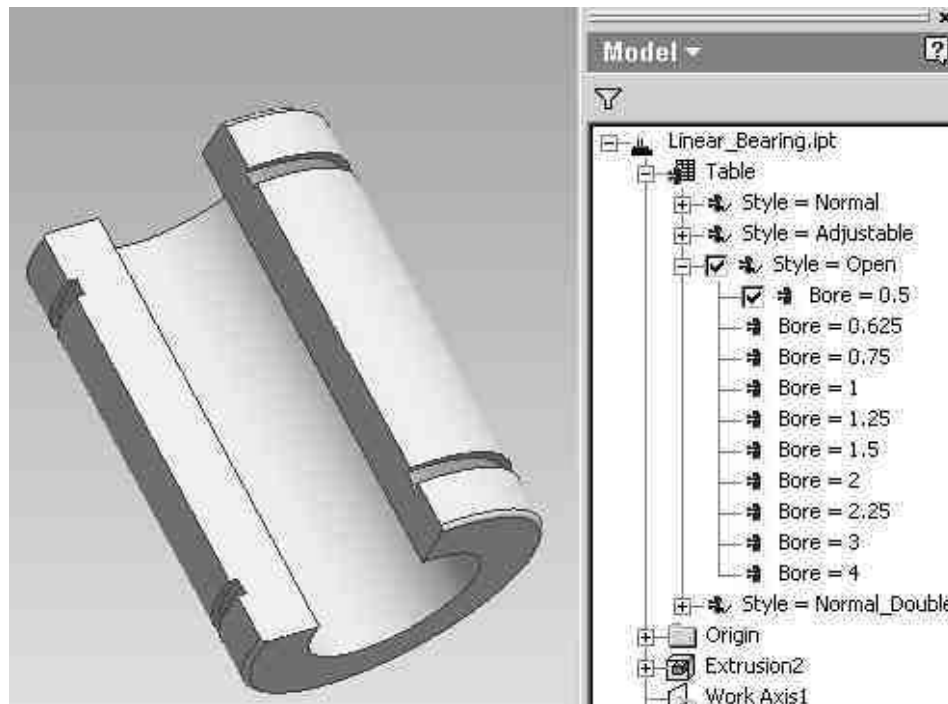 Model
Linear_Bearing.ipt
Table
Style = Normal
Style = Adjustable
Style = Open
Bore = 0.5
Bore = 0.625
Bore = 0.75
Bore = 1
Bore = 1.25
Bore = 1.5
Bore = 2
Bore = 2.25
Bore = 3
Bore = 4
Style = Normal_Double
Origin
Extrusion2
Work Axis1